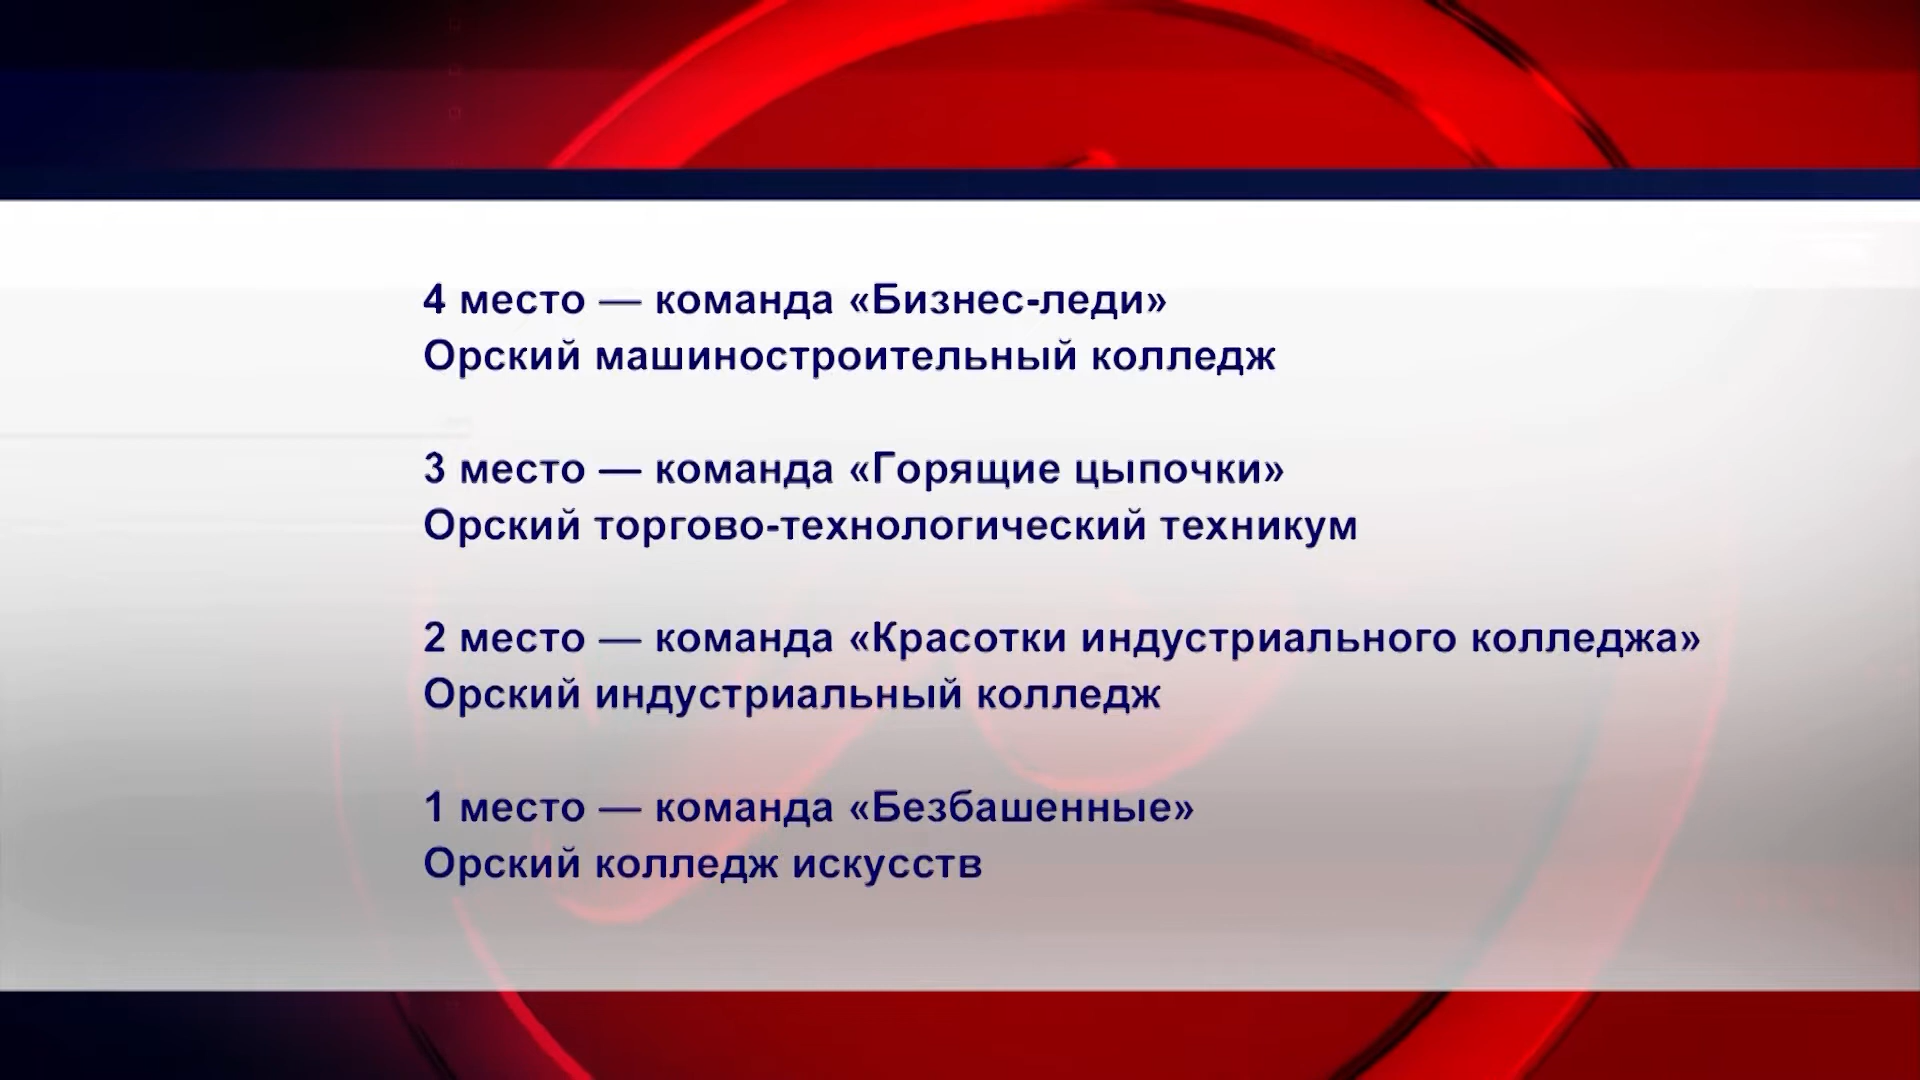 4 место — команда «Бизнес-леди»
Орский машиностроительный колледж
3 место — команда «Горящие цыпочки»
Орский торгово-технологический техникум
2 место — команда «Красотки индустриального колледжа»
Орский индустриальный колледж
1 место — команда «Безбашенные»
Орский колледж искусств